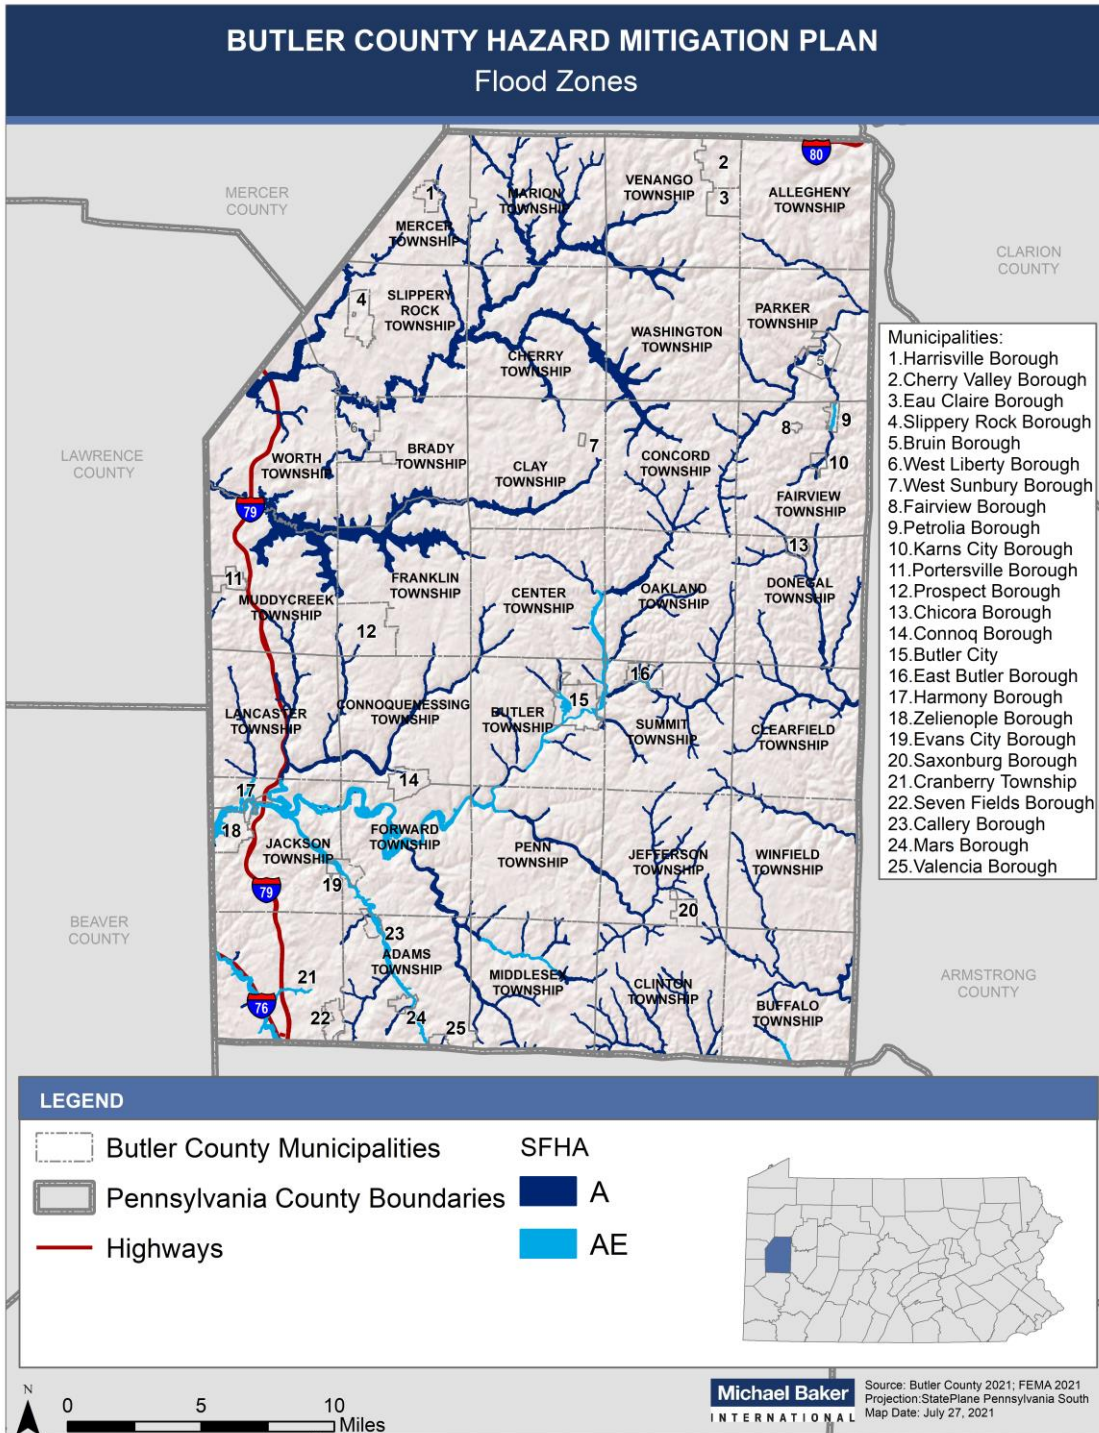 BUTLER COUNTY HAZARD MITIGATION PLAN
Flood Zones
80
2
VENANGO
TOWNSHIP
MERCER
COUNTY
1
MARION
TOWNSHIP
3
ALLEGHENY
TOWNSHIP
MERCER
TOWNSHIP
CLARION
COUNTY
4
SLIPPERY
ROCK
TOWNSHIP
PARKER
TOWNSHIP
WASHINGTON
TOWNSHIP
CHERRY
TOWNSHIP
5
6
7
8
9
LAWRENCE
COUNTY
WORTH
TOWNSHIP
BRADY
TOWNSHIP
CLAY
TOWNSHIP
CONCORD
TOWNSHIP
10
FAIRVIEW
TOWNSHIP
79
13
11
MUDDYCREEK
TOWNSHIP
FRANKLIN
TOWNSHIP
CENTER
TOWNSHIP
OAKLAND
TOWNSHIP
DONEGAL
TOWNSHIP
12
16
15
LANCASTER
TOWNSHIP
CONNOQUENESSING
TOWNSHIP
BUTLER
TOWNSHIP
SUMMIT
TOWNSHIP
CLEARFIELD
TOWNSHIP
14
17
18
JACKSON
TOWNSHIP
FORWARD
TOWNSHIP
PENN
TOWNSHIP
JEFFERSON
TOWNSHIP
WINFIELD
TOWNSHIP
79
19
20
BEAVER
COUNTY
23
ADAMS
TOWNSHIP
21
MIDDLESEX
TOWNSHIP
CLINTON
TOWNSHIP
ARMSTRONG
COUNTY
76
22
24
25
BUFFALO
TOWNSHIP
Municipalities:
1.Harrisville Borough
2.Cherry Valley Borough
3.Eau Claire Borough
4.Slippery Rock Borough
5.Bruin Borough
6.West Liberty Borough
7.West Sunbury Borough
8.Fairview Borough
9.Petrolia Borough
10.Karns City Borough
11.Portersville Borough
12.Prospect Borough
13.Chicora Borough
14.Connoq Borough
15.Butler City
16.East Butler Borough
17.Harmony Borough
18.Zelienople Borough
19.Evans City Borough
20.Saxonburg Borough
21.Cranberry Township
22.Seven Fields Borough
23.Callery Borough
24.Mars Borough
25.Valencia Borough
LEGEND
Butler County Municipalities
Pennsylvania County Boundaries
Highways
SFHA
A
AE
N
0 5 10
Miles
Michael Baker
INTERNATIONAL
Source: Butler County 2021; FEMA 2021
Projection:StatePlane Pennsylvania South
Map Date: July 27, 2021